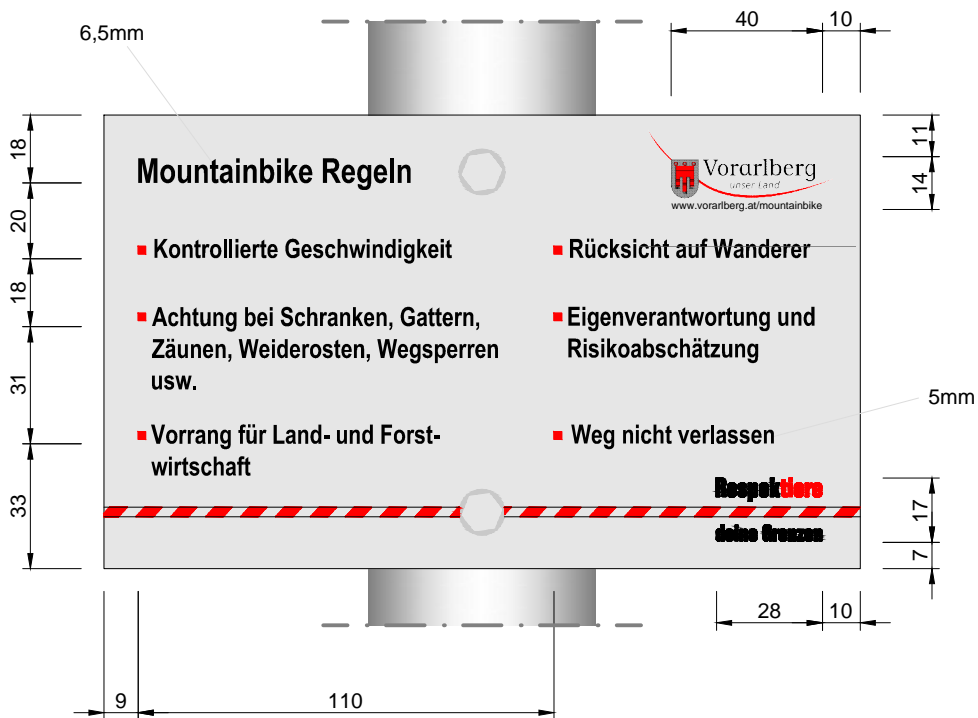 6,5mm
40
10
18
20
18
31
33
11
14
17
7
Mountainbike Regeln
Vorarlberg
unser Land
www.vorarlberg.at/mountainbike
Kontrollierte Geschwindigkeit
Rücksicht auf Wanderer
Achtung bei Schranken, Gattern,
Zäunen, Weiderosten, Wegsperren
usw.
Eigenverantwortung und
Risikoabschätzung
5mm
Vorrang für Land- und Forst-
wirtschaft
Weg nicht verlassen
Respektiere
deine Grenzen
28
10
9
110